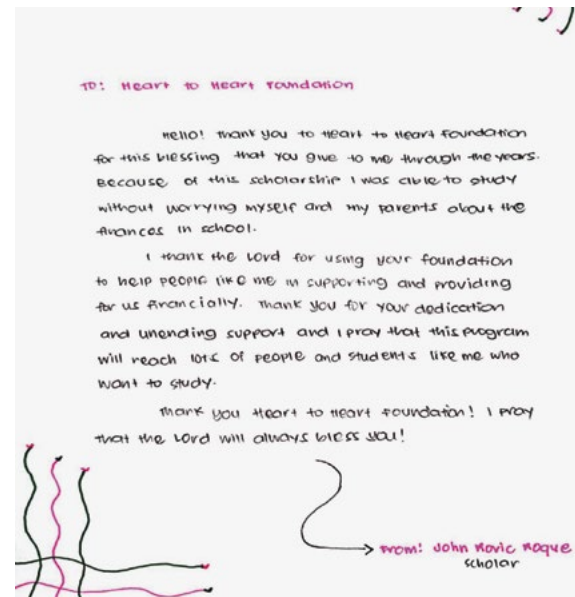 TO: Heart to Heart Foundation
Hello! Thank you to Heart to Heart Foundation
for this blessing that you give to me through the years.
Because of this scholarship I was able to study
without worrying myself and my parents about the
finances in school.
I thank the Lord for using your foundation
to help people like me in supporting and providing
for us financially. Thank you for your dedication
and unending support and I pray that this program
will reach lots of people and students like me who
want to study.
Thank you Heart to Heart Foundation! I pray
that the Lord will always bless you!
From: John Rovic Roque
scholar